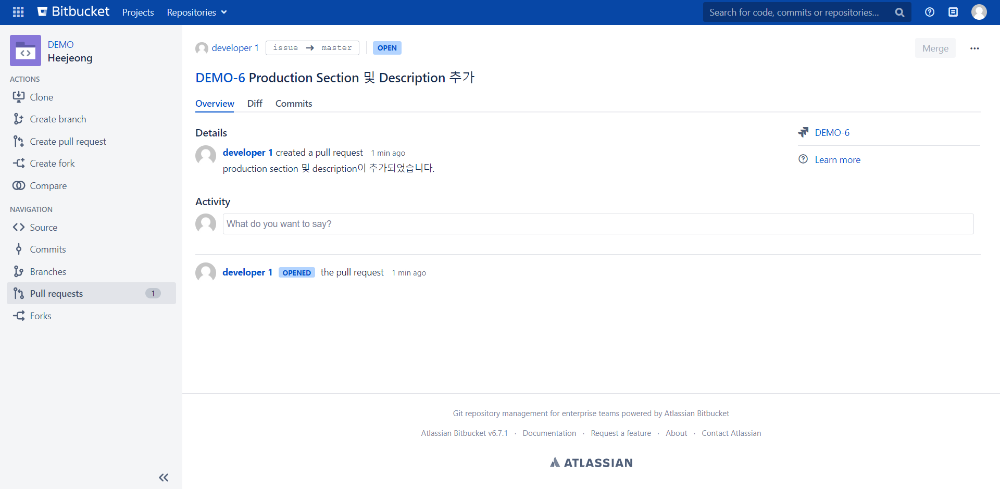 Bitbucket Projects Repositories Search for code, commits or repositories...
DEMO
Heejeong
ACTIONS
Clone
Create branch
Create pull request
Create fork
Compare
NAVIGATION
Source
Commits
Branches
Pull requests 1
Forks
developer 1 issue → master OPEN Merge
DEMO-6 Production Section 및 Description 추가
Overview Diff Commits
Details
developer 1 created a pull request 1 min ago
production section 및 description이 추가되었습니다.
DEMO-6
Learn more
Activity
What do you want to say?
developer 1 OPENED the pull request 1 min ago
Git repository management for enterprise teams powered by Atlassian Bitbucket
Atlassian Bitbucket v6.7.1 · Documentation · Request a feature · About · Contact Atlassian
ATLASSIAN